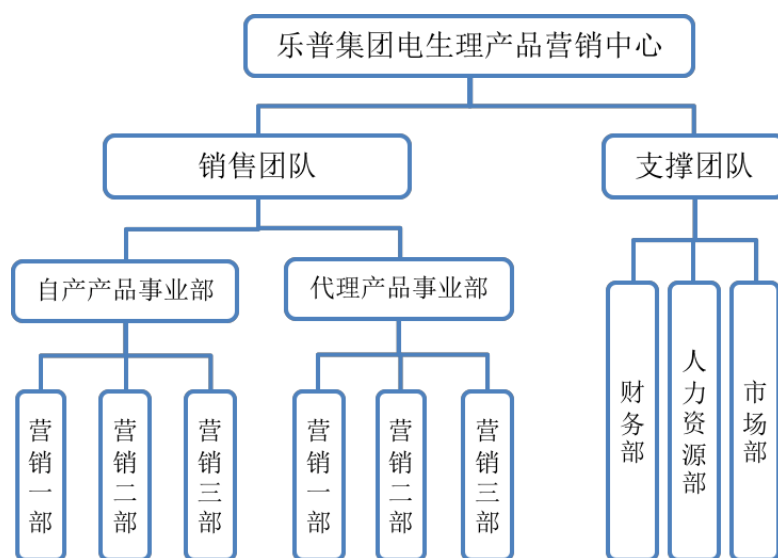 乐普集团电生理产品营销中心
销售团队
支撑团队
自产产品事业部
代理产品事业部
营销一部
营销二部
营销三部
营销一部
营销二部
营销三部
财务部
人力资源部
市场部